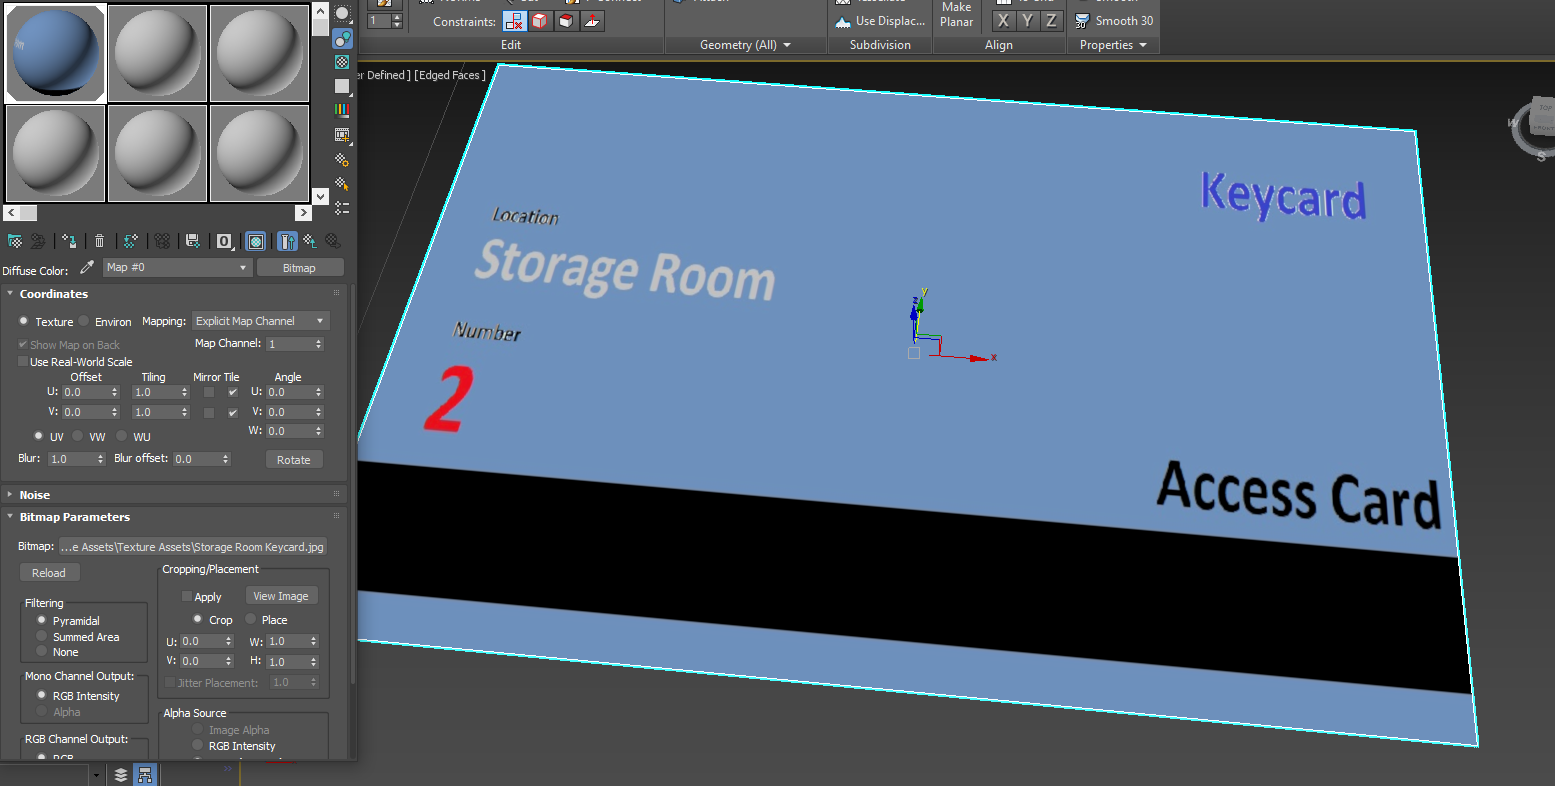 1
Constraints:
Edit
Geometry (All)
Use Displac...
Subdivision
Make
Planar
X Y Z
Align
Smooth 30
Properties
er Defined ] [Edged Faces ]
TOP
FRONT
W
S
Keycard
Location
Storage Room
Number
2
Access Card
x
y
z
Diffuse Color:
Map #0
Bitmap
Coordinates
Texture Environ Mapping: Explicit Map Channel
Show Map on Back Map Channel: 1
Use Real-World Scale
Offset Tiling Mirror Tile Angle
U: 0.0 1.0 U: 0.0
V: 0.0 1.0 V: 0.0
W: 0.0
UV VW WU
Blur: 1.0 Blur offset: 0.0 Rotate
Noise
Bitmap Parameters
Bitmap: ...e Assets\Texture Assets\Storage Room Keycard.jpg
Reload
Cropping/Placement
Apply View Image
Crop Place
U: 0.0 W: 1.0
V: 0.0 H: 1.0
Jitter Placement: 1.0
Filtering
Pyramidal
Summed Area
None
Mono Channel Output:
RGB Intensity
Alpha
RGB Channel Output:
RGB
Alpha Source
Image Alpha
RGB Intensity